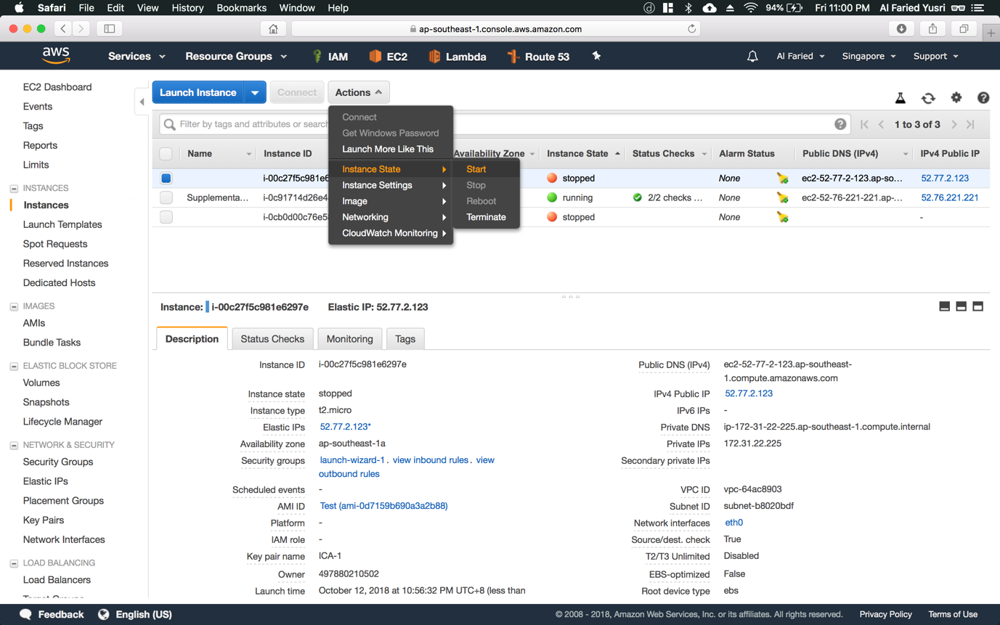 Safari File Edit View History Bookmarks Window Help 94% Fri 11:00 PM Al Faried Yusri
ap-southeast-1.console.aws.amazon.com
aws Services Resource Groups IAM EC2 Lambda Route 53 Al Faried Singapore Support
EC2 Dashboard
Events
Tags
Reports
Limits
INSTANCES
Instances
Launch Templates
Spot Requests
Reserved Instances
Dedicated Hosts
IMAGES
AMIs
Bundle Tasks
ELASTIC BLOCK STORE
Volumes
Snapshots
Lifecycle Manager
NETWORK & SECURITY
Security Groups
Elastic IPs
Placement Groups
Key Pairs
Network Interfaces
LOAD BALANCING
Load Balancers
Target Groups
Launch Instance Connect Actions
Filter by tags and attributes or search 1 to 3 of 3
Connect
Get Windows Password
Launch More Like This
Instance State
Instance Settings
Image
Networking
CloudWatch Monitoring
Start
Stop
Reboot
Terminate
Name Instance ID Availability Zone Instance State Status Checks Alarm Status Public DNS (IPv4) IPv4 Public IP
i-00c27f5c981e6 stopped None ec2-52-77-2-123.ap-so... 52.77.2.123
Supplementa... i-0c91714d26e4 running 2/2 checks ... None ec2-52-76-221-221.ap-... 52.76.221.221
i-0cb0d00c76e5 stopped None -
Instance: i-00c27f5c981e6297e Elastic IP: 52.77.2.123
Description Status Checks Monitoring Tags
Instance ID i-00c27f5c981e6297e
Instance state stopped
Instance type t2.micro
Elastic IPs 52.77.2.123*
Availability zone ap-southeast-1a
Security groups launch-wizard-1. view inbound rules. view
outbound rules
Scheduled events -
AMI ID Test (ami-0d7159b690a3a2b88)
Platform -
IAM role -
Key pair name ICA-1
Owner 497880210502
Launch time October 12, 2018 at 10:56:32 PM UTC+8 (less than
Public DNS (IPv4) ec2-52-77-2-123.ap-southeast-
1.compute.amazonaws.com
IPv4 Public IP 52.77.2.123
IPv6 IPs -
Private DNS ip-172-31-22-225.ap-southeast-1.compute.internal
Private IPs 172.31.22.225
Secondary private IPs
VPC ID vpc-64ac8903
Subnet ID subnet-b8020bdf
Network interfaces eth0
Source/dest. check True
T2/T3 Unlimited Disabled
EBS-optimized False
Root device type ebs
Feedback English (US) © 2008 - 2018, Amazon Web Services, Inc. or its affiliates. All rights reserved. Privacy Policy Terms of Use